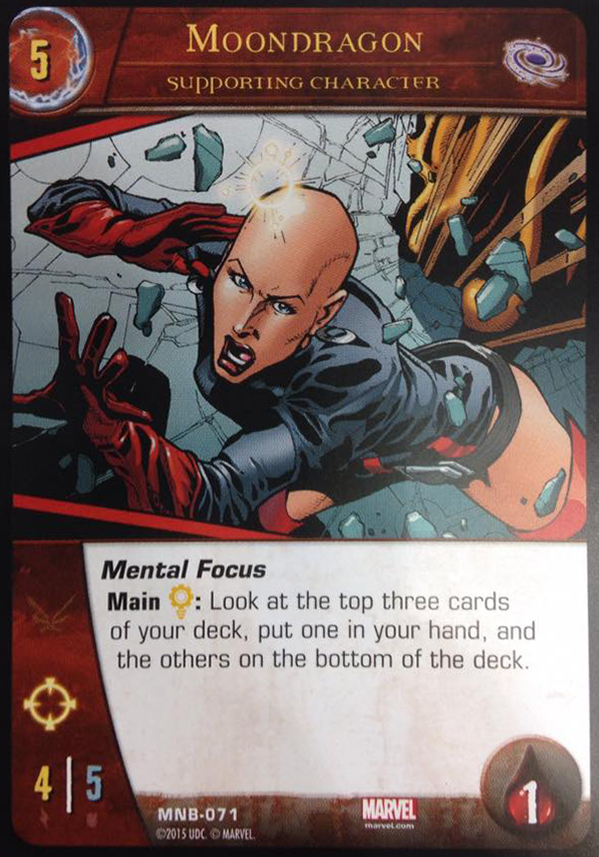 5
MOONDRAGON
SUPPORTING CHARACTER
Mental Focus
Main : Look at the top three cards
of your deck, put one in your hand, and
the others on the bottom of the deck.
4 | 5
1
MNB-071
MARVEL
marvel.com
©2015 UDC. © MARVEL.